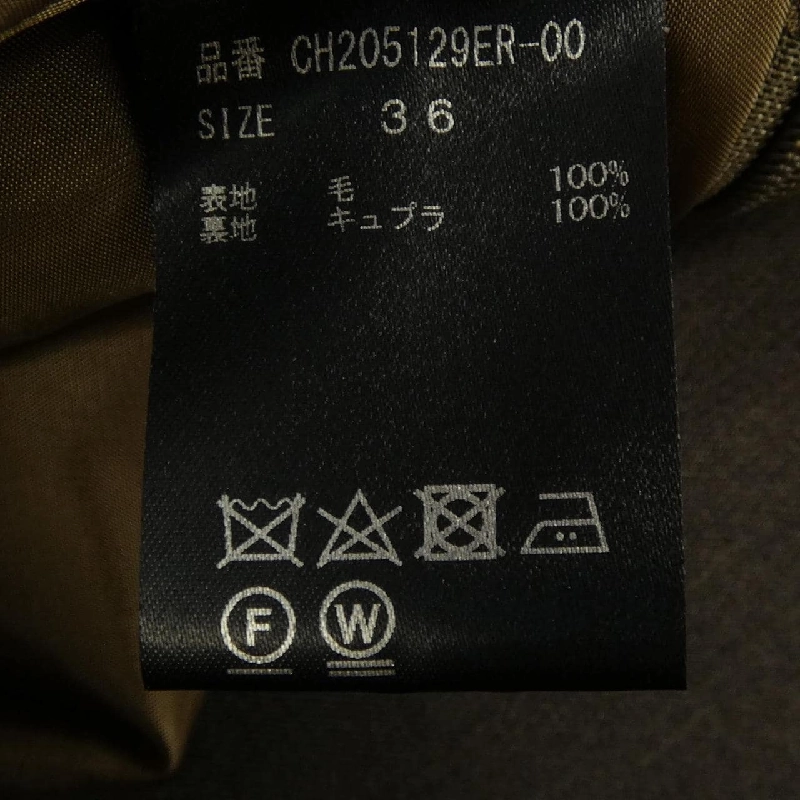 品番 CH205129ER-00
SIZE 36
表地 毛 100%
裏地 キュプラ 100%
F W